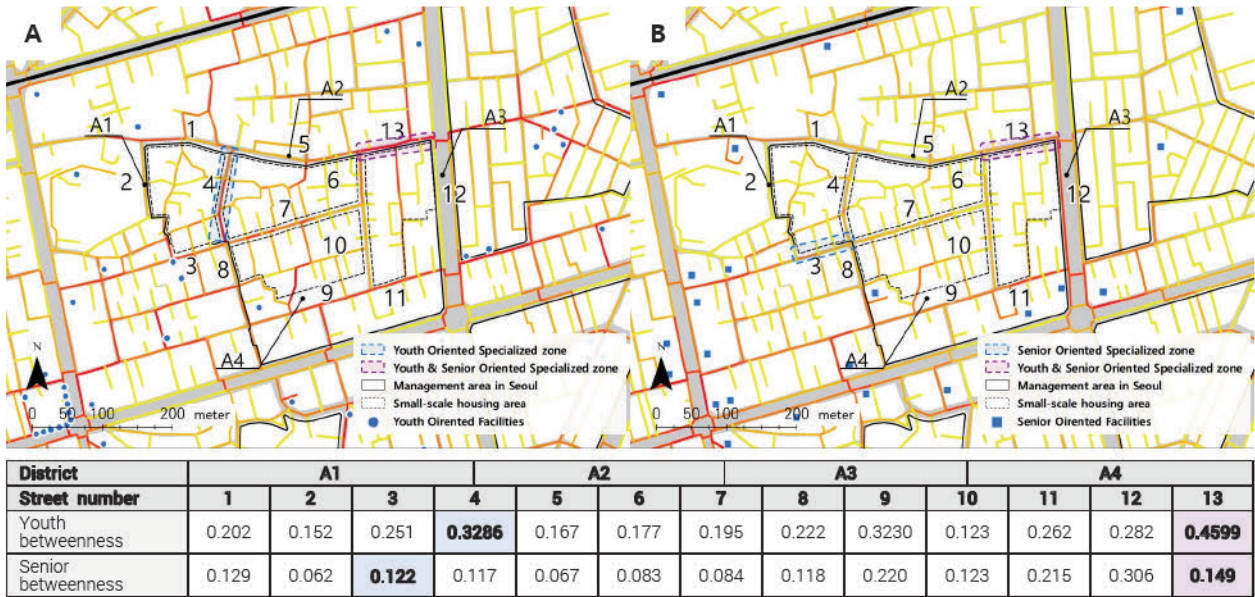 A
A1
A2
A3
1
13
5
2
4
6
12
7
10
3
8
9
11
A4
N
0 50 100 200 meter
Youth Oriented Specialized zone
Youth & Senior Oriented Specialized zone
Management area in Seoul
Small-scale housing area
Youth Oirented Facilities
B
A1
A2
A3
1
13
5
2
4
6
12
7
10
3
8
9
11
A4
N
0 50 100 200 meter
Senior Oriented Specialized zone
Youth & Senior Oriented Specialized zone
Management area in Seoul
Small-scale housing area
Senior Oiriented Facilities
District A1 A2 A3 A4
Street number 1 2 3 4 5 6 7 8 9 10 11 12 13
Youth betweenness 0.202 0.152 0.251 0.3286 0.167 0.177 0.195 0.222 0.3230 0.123 0.262 0.282 0.4599
Senior betweenness 0.129 0.062 0.122 0.117 0.067 0.083 0.084 0.118 0.220 0.123 0.215 0.306 0.149